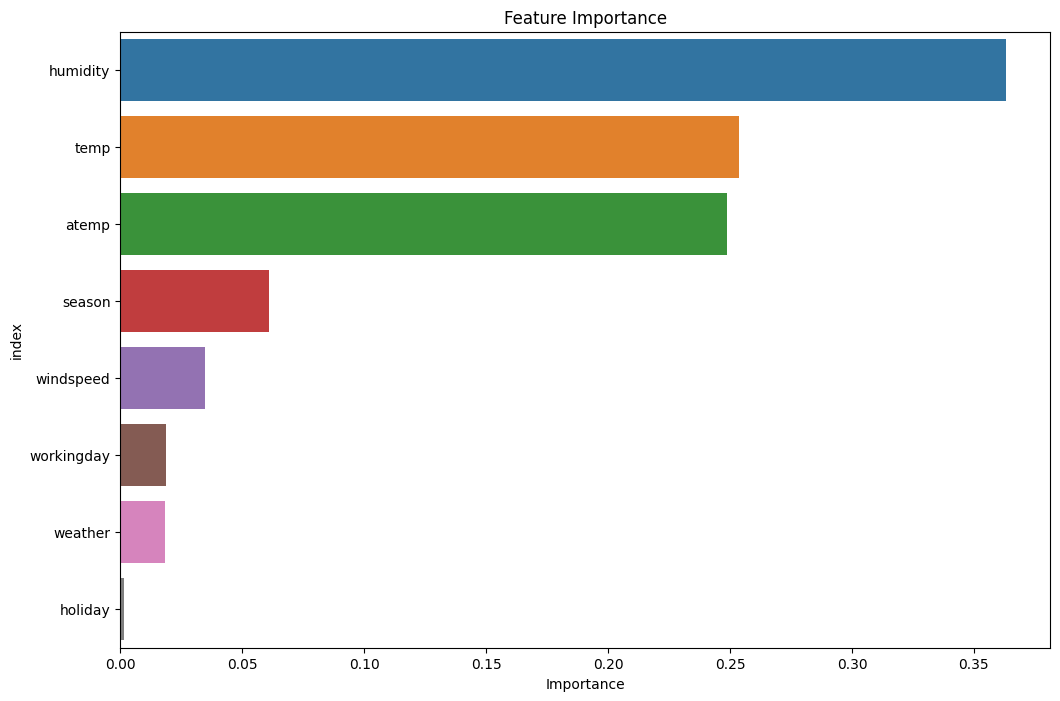 Feature Importance
humidity
temp
atemp
season
windspeed
workingday
weather
holiday
index
0.00 0.05 0.10 0.15 0.20 0.25 0.30 0.35
Importance